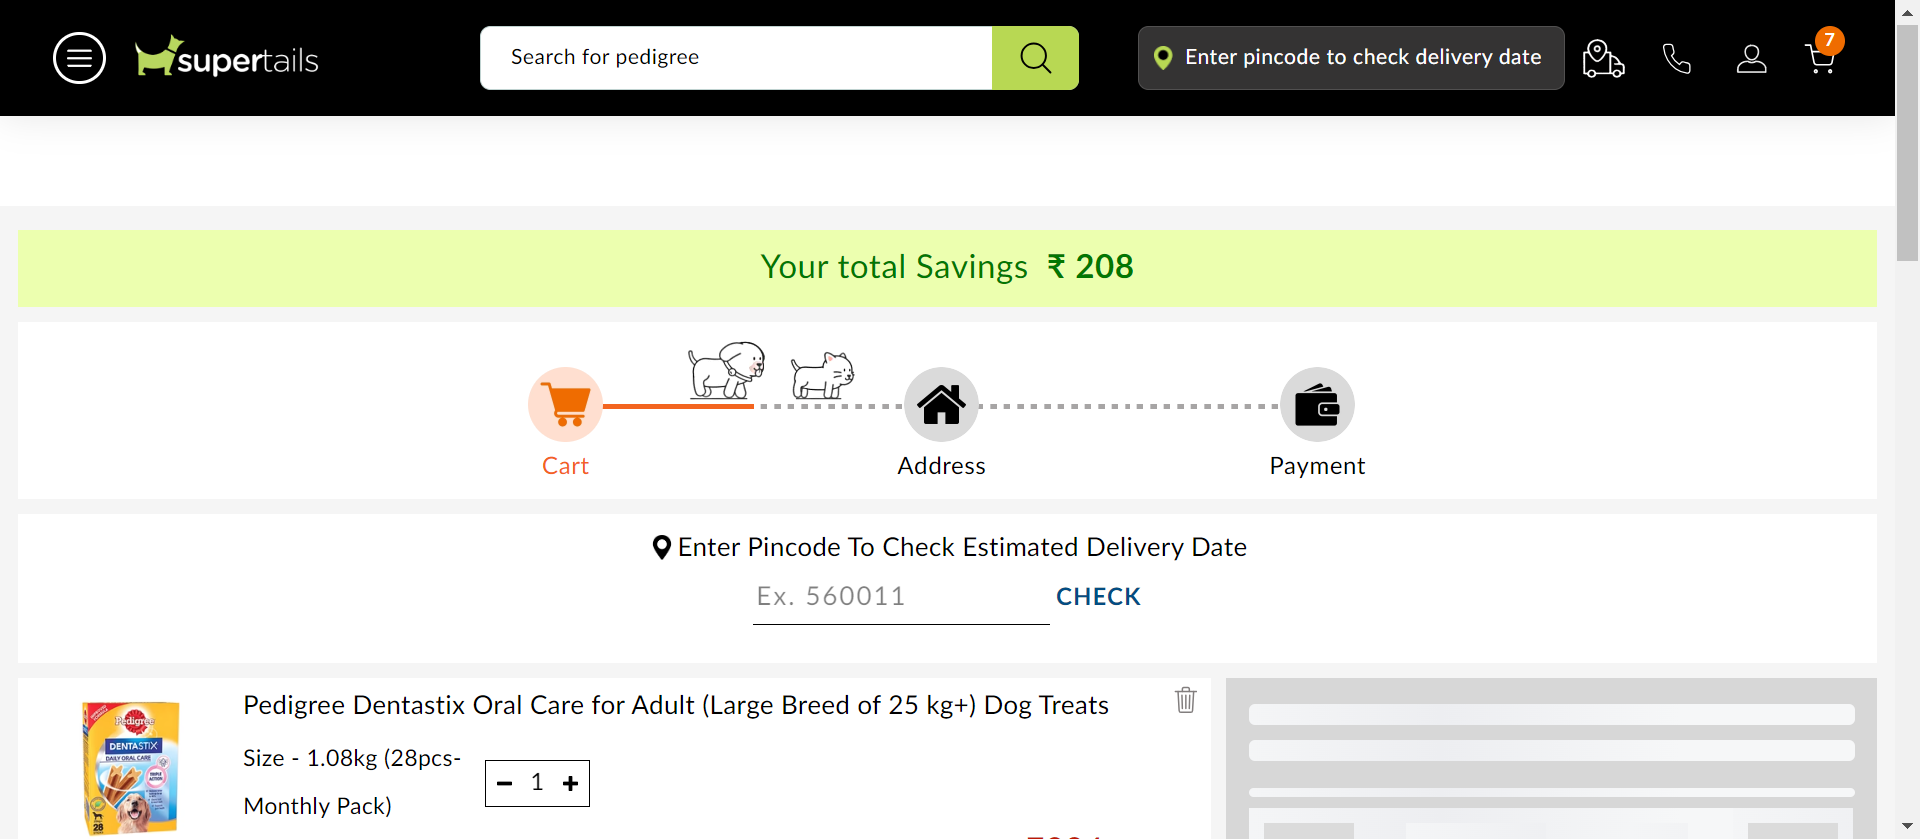 supertails
Search for pedigree
Enter pincode to check delivery date
7
Your total Savings ₹ 208
Cart
Address
Payment
Enter Pincode To Check Estimated Delivery Date
Ex. 560011
CHECK
Pedigree Dentastix Oral Care for Adult (Large Breed of 25 kg+) Dog Treats
Size - 1.08kg (28pcs-
Monthly Pack)
1
Pedigree
DENTASTIX
DAILY ORAL CARE
TRIPLE
ACTION
28